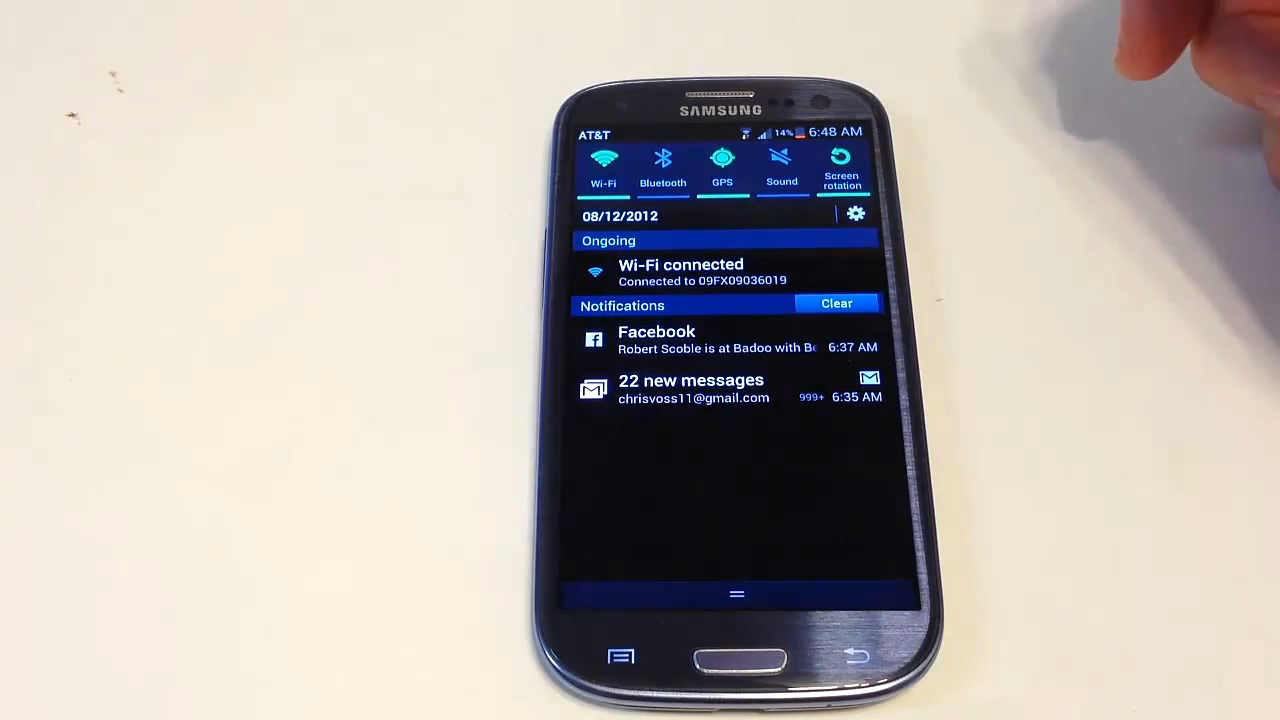 SAMSUNG
AT&T 14% 6:48 AM
Wi-Fi Bluetooth GPS Sound Screen rotation
08/12/2012
Ongoing
Wi-Fi connected
Connected to 09FX09036019
Notifications Clear
Facebook
Robert Scoble is at Badoo with Be 6:37 AM
22 new messages
chrisvoss11@gmail.com 999+ 6:35 AM